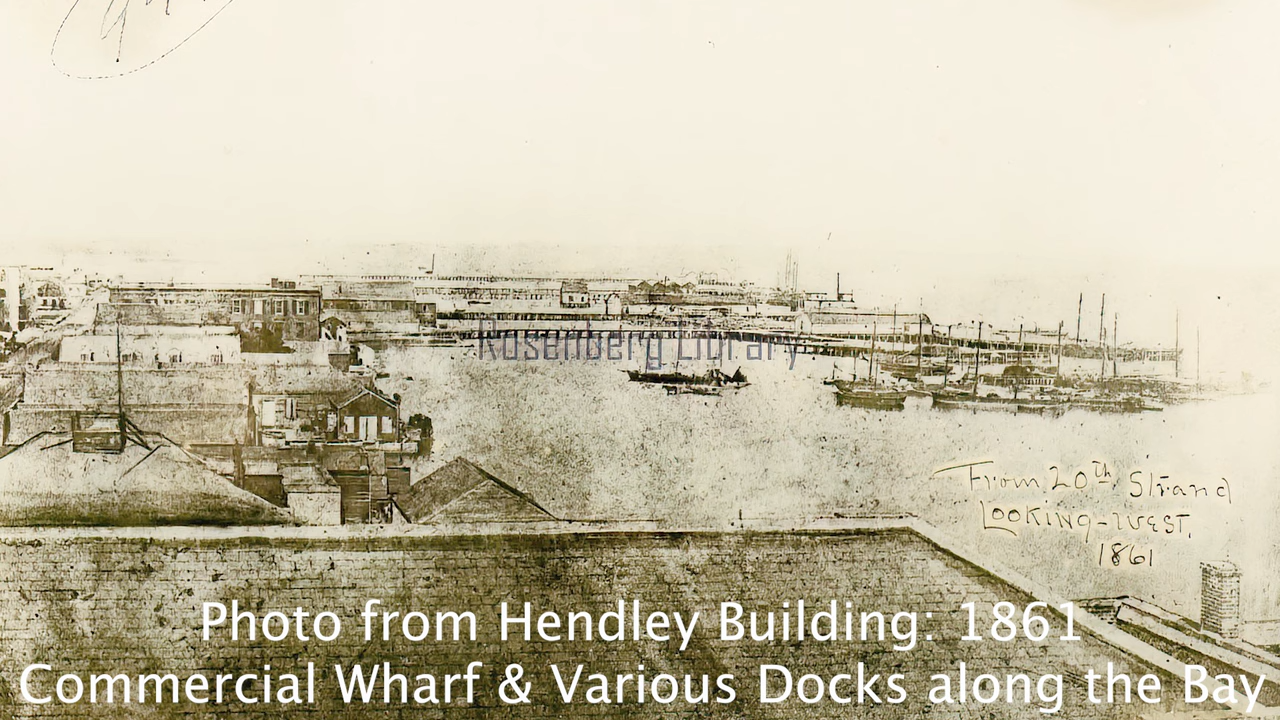 Rosenberg Library
From 20th Strand
Looking-West,
1861
Photo from Hendley Building: 1861
Commercial Wharf & Various Docks along the Bay